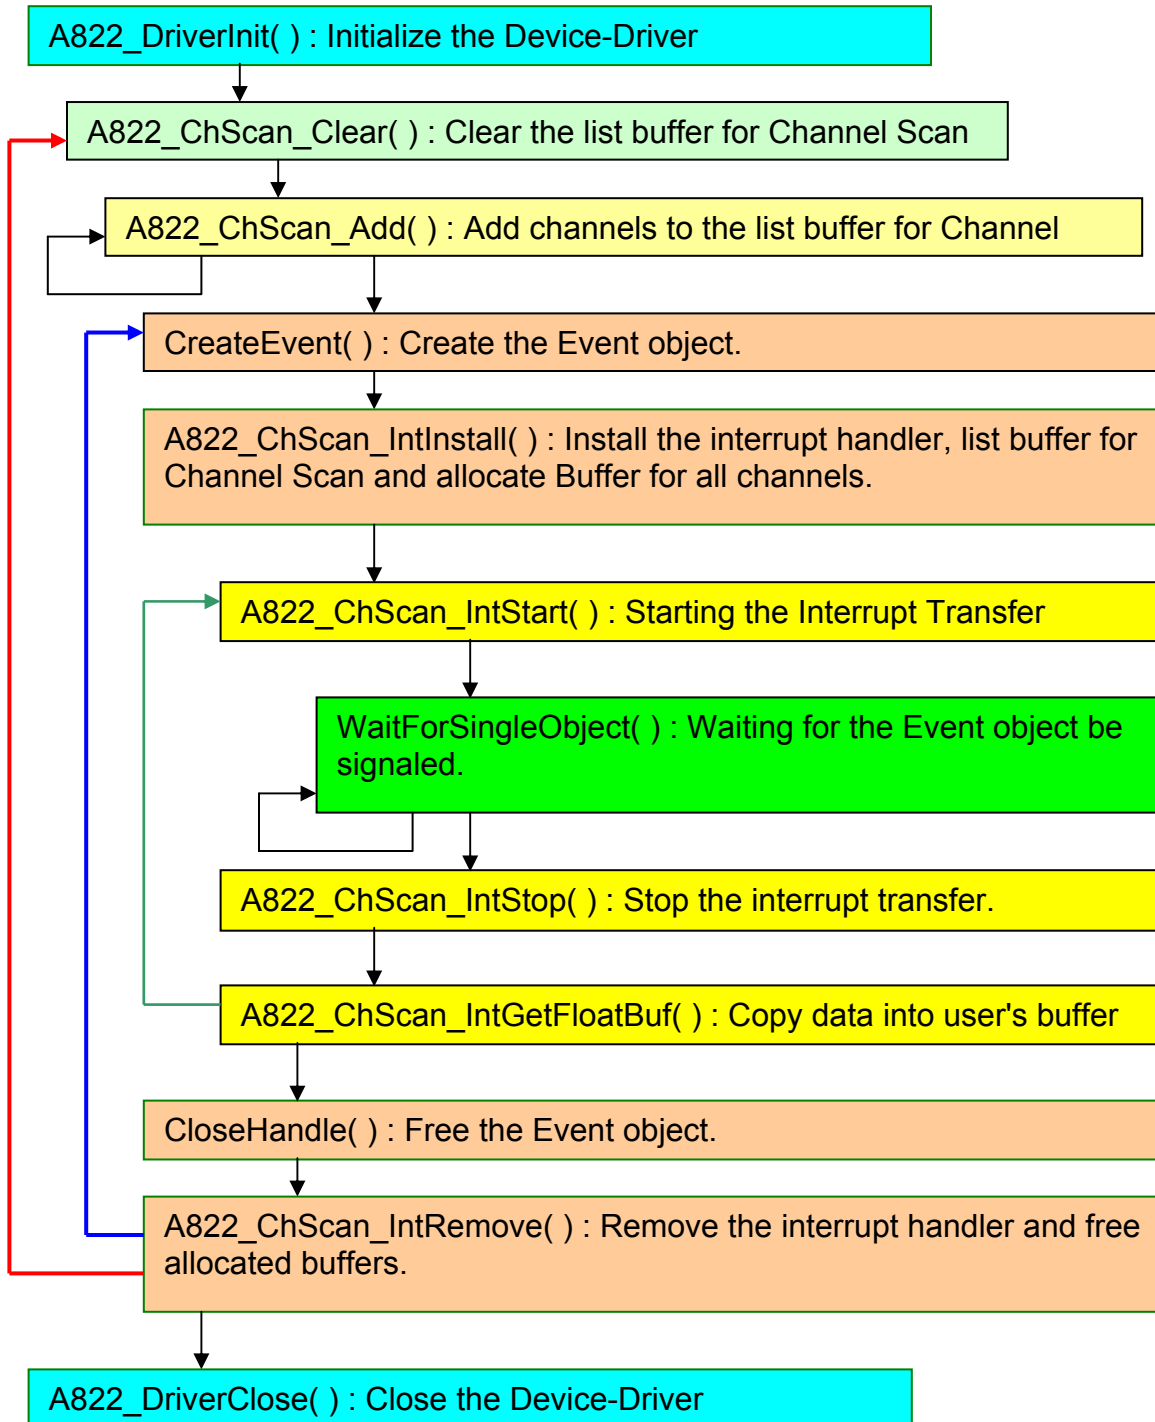 A822_DriverInit( ) : Initialize the Device-Driver
A822_ChScan_Clear( ) : Clear the list buffer for Channel Scan
A822_ChScan_Add( ) : Add channels to the list buffer for Channel
CreateEvent( ) : Create the Event object.
A822_ChScan_IntInstall( ) : Install the interrupt handler, list buffer for
Channel Scan and allocate Buffer for all channels.
A822_ChScan_IntStart( ) : Starting the Interrupt Transfer
WaitForSingleObject( ) : Waiting for the Event object be
signaled.
A822_ChScan_IntStop( ) : Stop the interrupt transfer.
A822_ChScan_IntGetFloatBuf( ) : Copy data into user's buffer
CloseHandle( ) : Free the Event object.
A822_ChScan_IntRemove( ) : Remove the interrupt handler and free
allocated buffers.
A822_DriverClose( ) : Close the Device-Driver